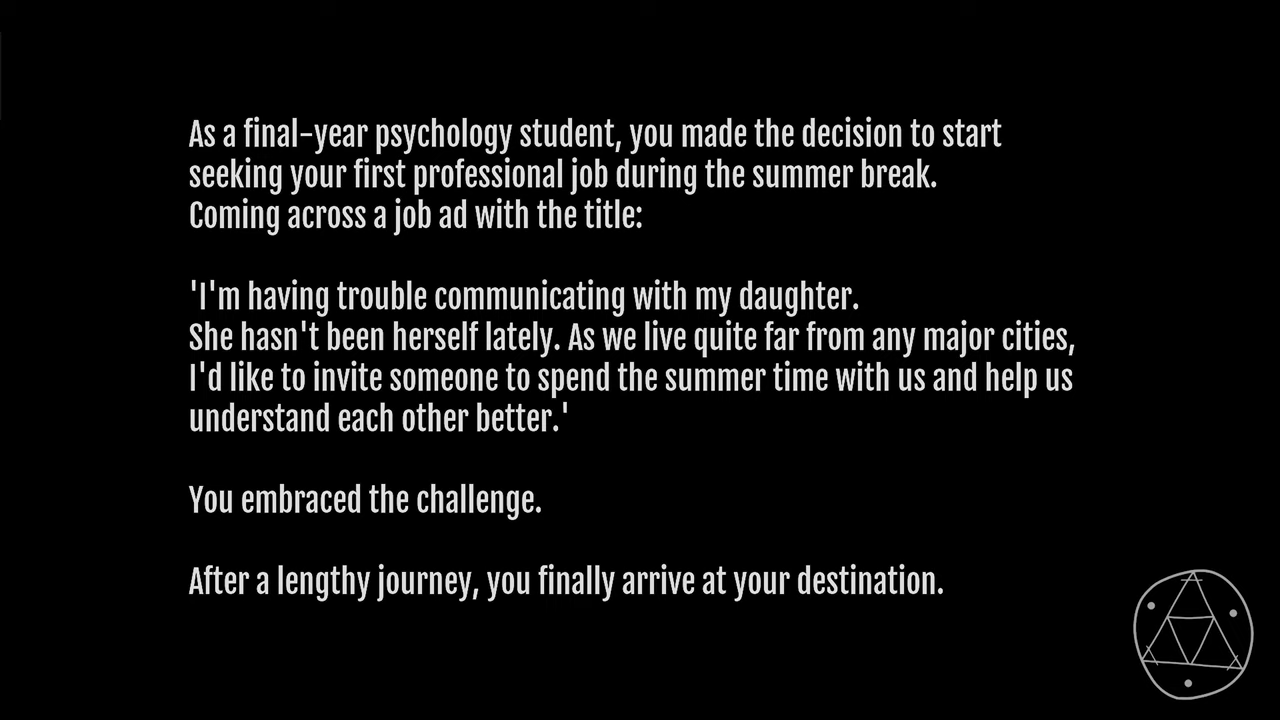 As a final-year psychology student, you made the decision to start
seeking your first professional job during the summer break.
Coming across a job ad with the title:
'I'm having trouble communicating with my daughter.
She hasn't been herself lately. As we live quite far from any major cities,
I'd like to invite someone to spend the summer time with us and help us
understand each other better.'
You embraced the challenge.
After a lengthy journey, you finally arrive at your destination.